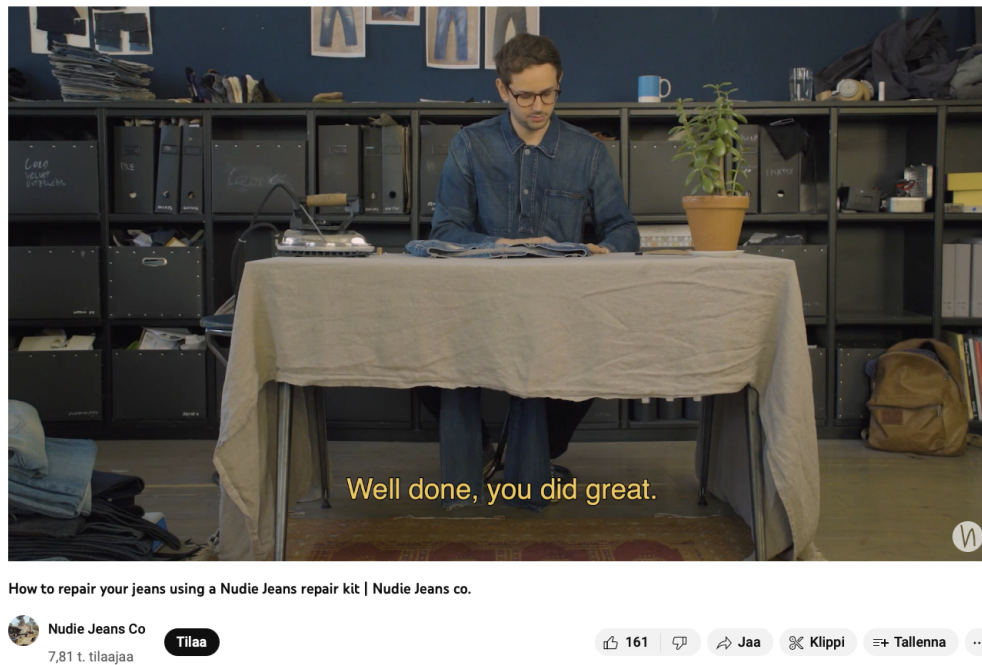 Well done, you did great.
How to repair your jeans using a Nudie Jeans repair kit | Nudie Jeans co.
Nudie Jeans Co
7,81 t. tilaajaa
Tilaa
161
Jaa
Klippi
Tallenna